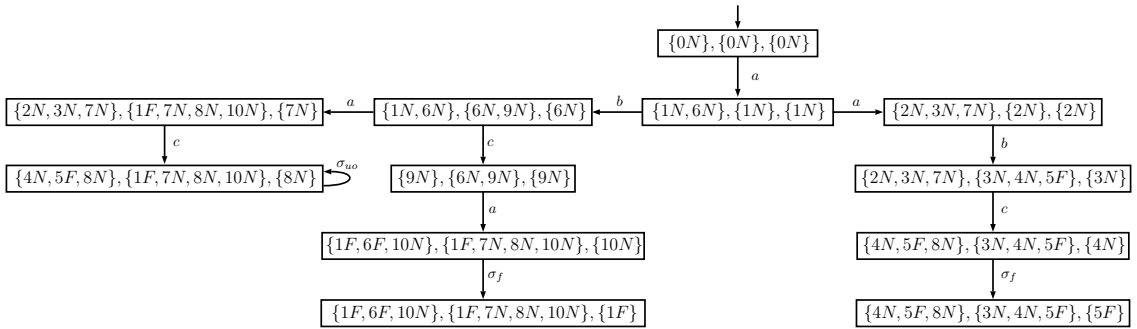 {0N}, {0N}, {0N}
a
{2N, 3N, 7N}, {1F, 7N, 8N, 10N}, {7N}
a
{1N, 6N}, {6N, 9N}, {6N}
b
{1N, 6N}, {1N}, {1N}
a
{2N, 3N, 7N}, {2N}, {2N}
c
c
b
{4N, 5F, 8N}, {1F, 7N, 8N, 10N}, {8N}
σuo
{9N}, {6N, 9N}, {9N}
{2N, 3N, 7N}, {3N, 4N, 5F}, {3N}
a
c
{1F, 6F, 10N}, {1F, 7N, 8N, 10N}, {10N}
{4N, 5F, 8N}, {3N, 4N, 5F}, {4N}
σf
σf
{1F, 6F, 10N}, {1F, 7N, 8N, 10N}, {1F}
{4N, 5F, 8N}, {3N, 4N, 5F}, {5F}